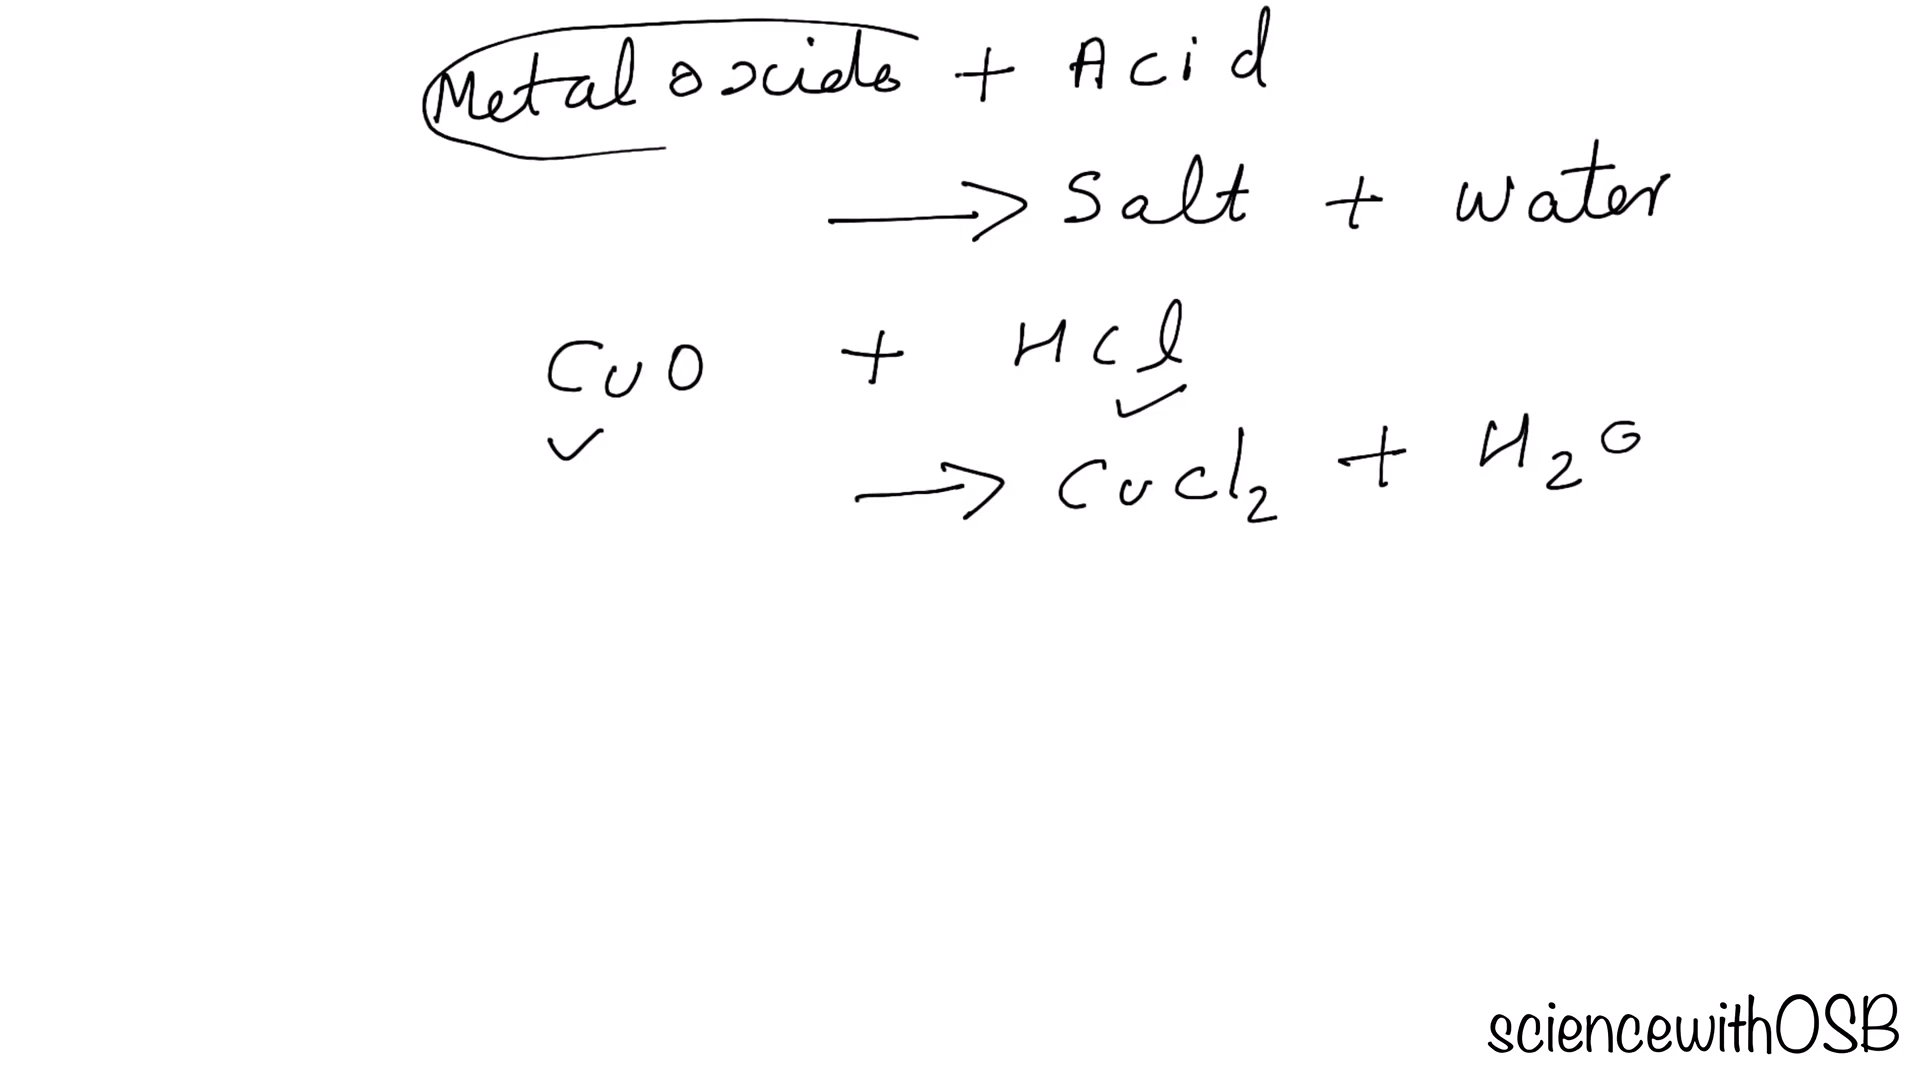 Metal oxide + Acid
→ Salt + water
CuO + HCl
→ CuCl₂ + H₂O
sciencewithOSB